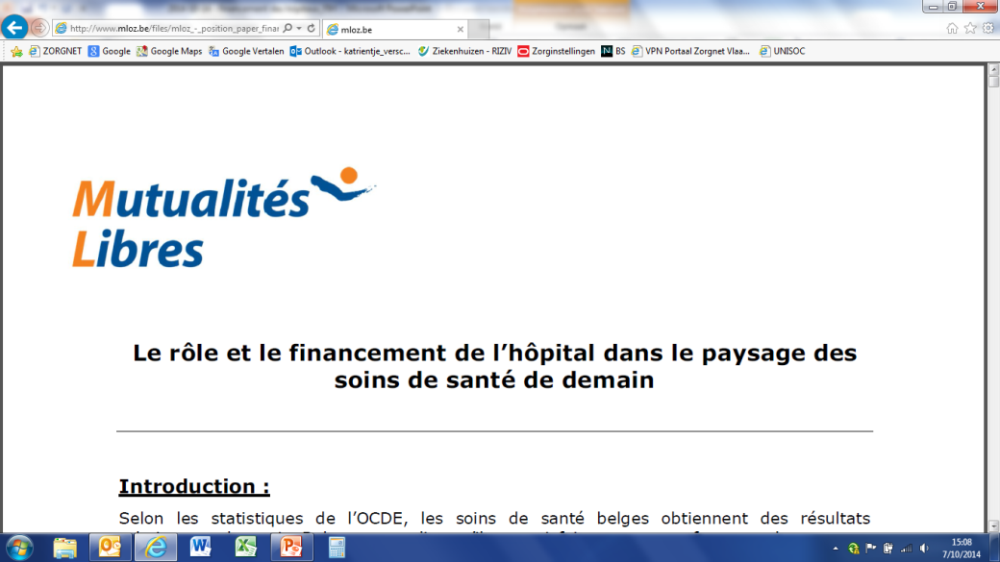 http://www.mloz.be/files/mloz_-_position_paper_finar
mloz.be
ZORGNET
Google
Google Maps
Google Vertalen
Outlook - katrientje_versc...
Ziekenhuizen - RIZIV
Zorginstellingen
BS
VPN Portaal Zorgnet Vlaa...
UNISOC
Mutualités
Libres
Le rôle et le financement de l’hôpital dans le paysage des
soins de santé de demain
Introduction :
Selon les statistiques de l’OCDE, les soins de santé belges obtiennent des résultats
15:08
7/10/2014